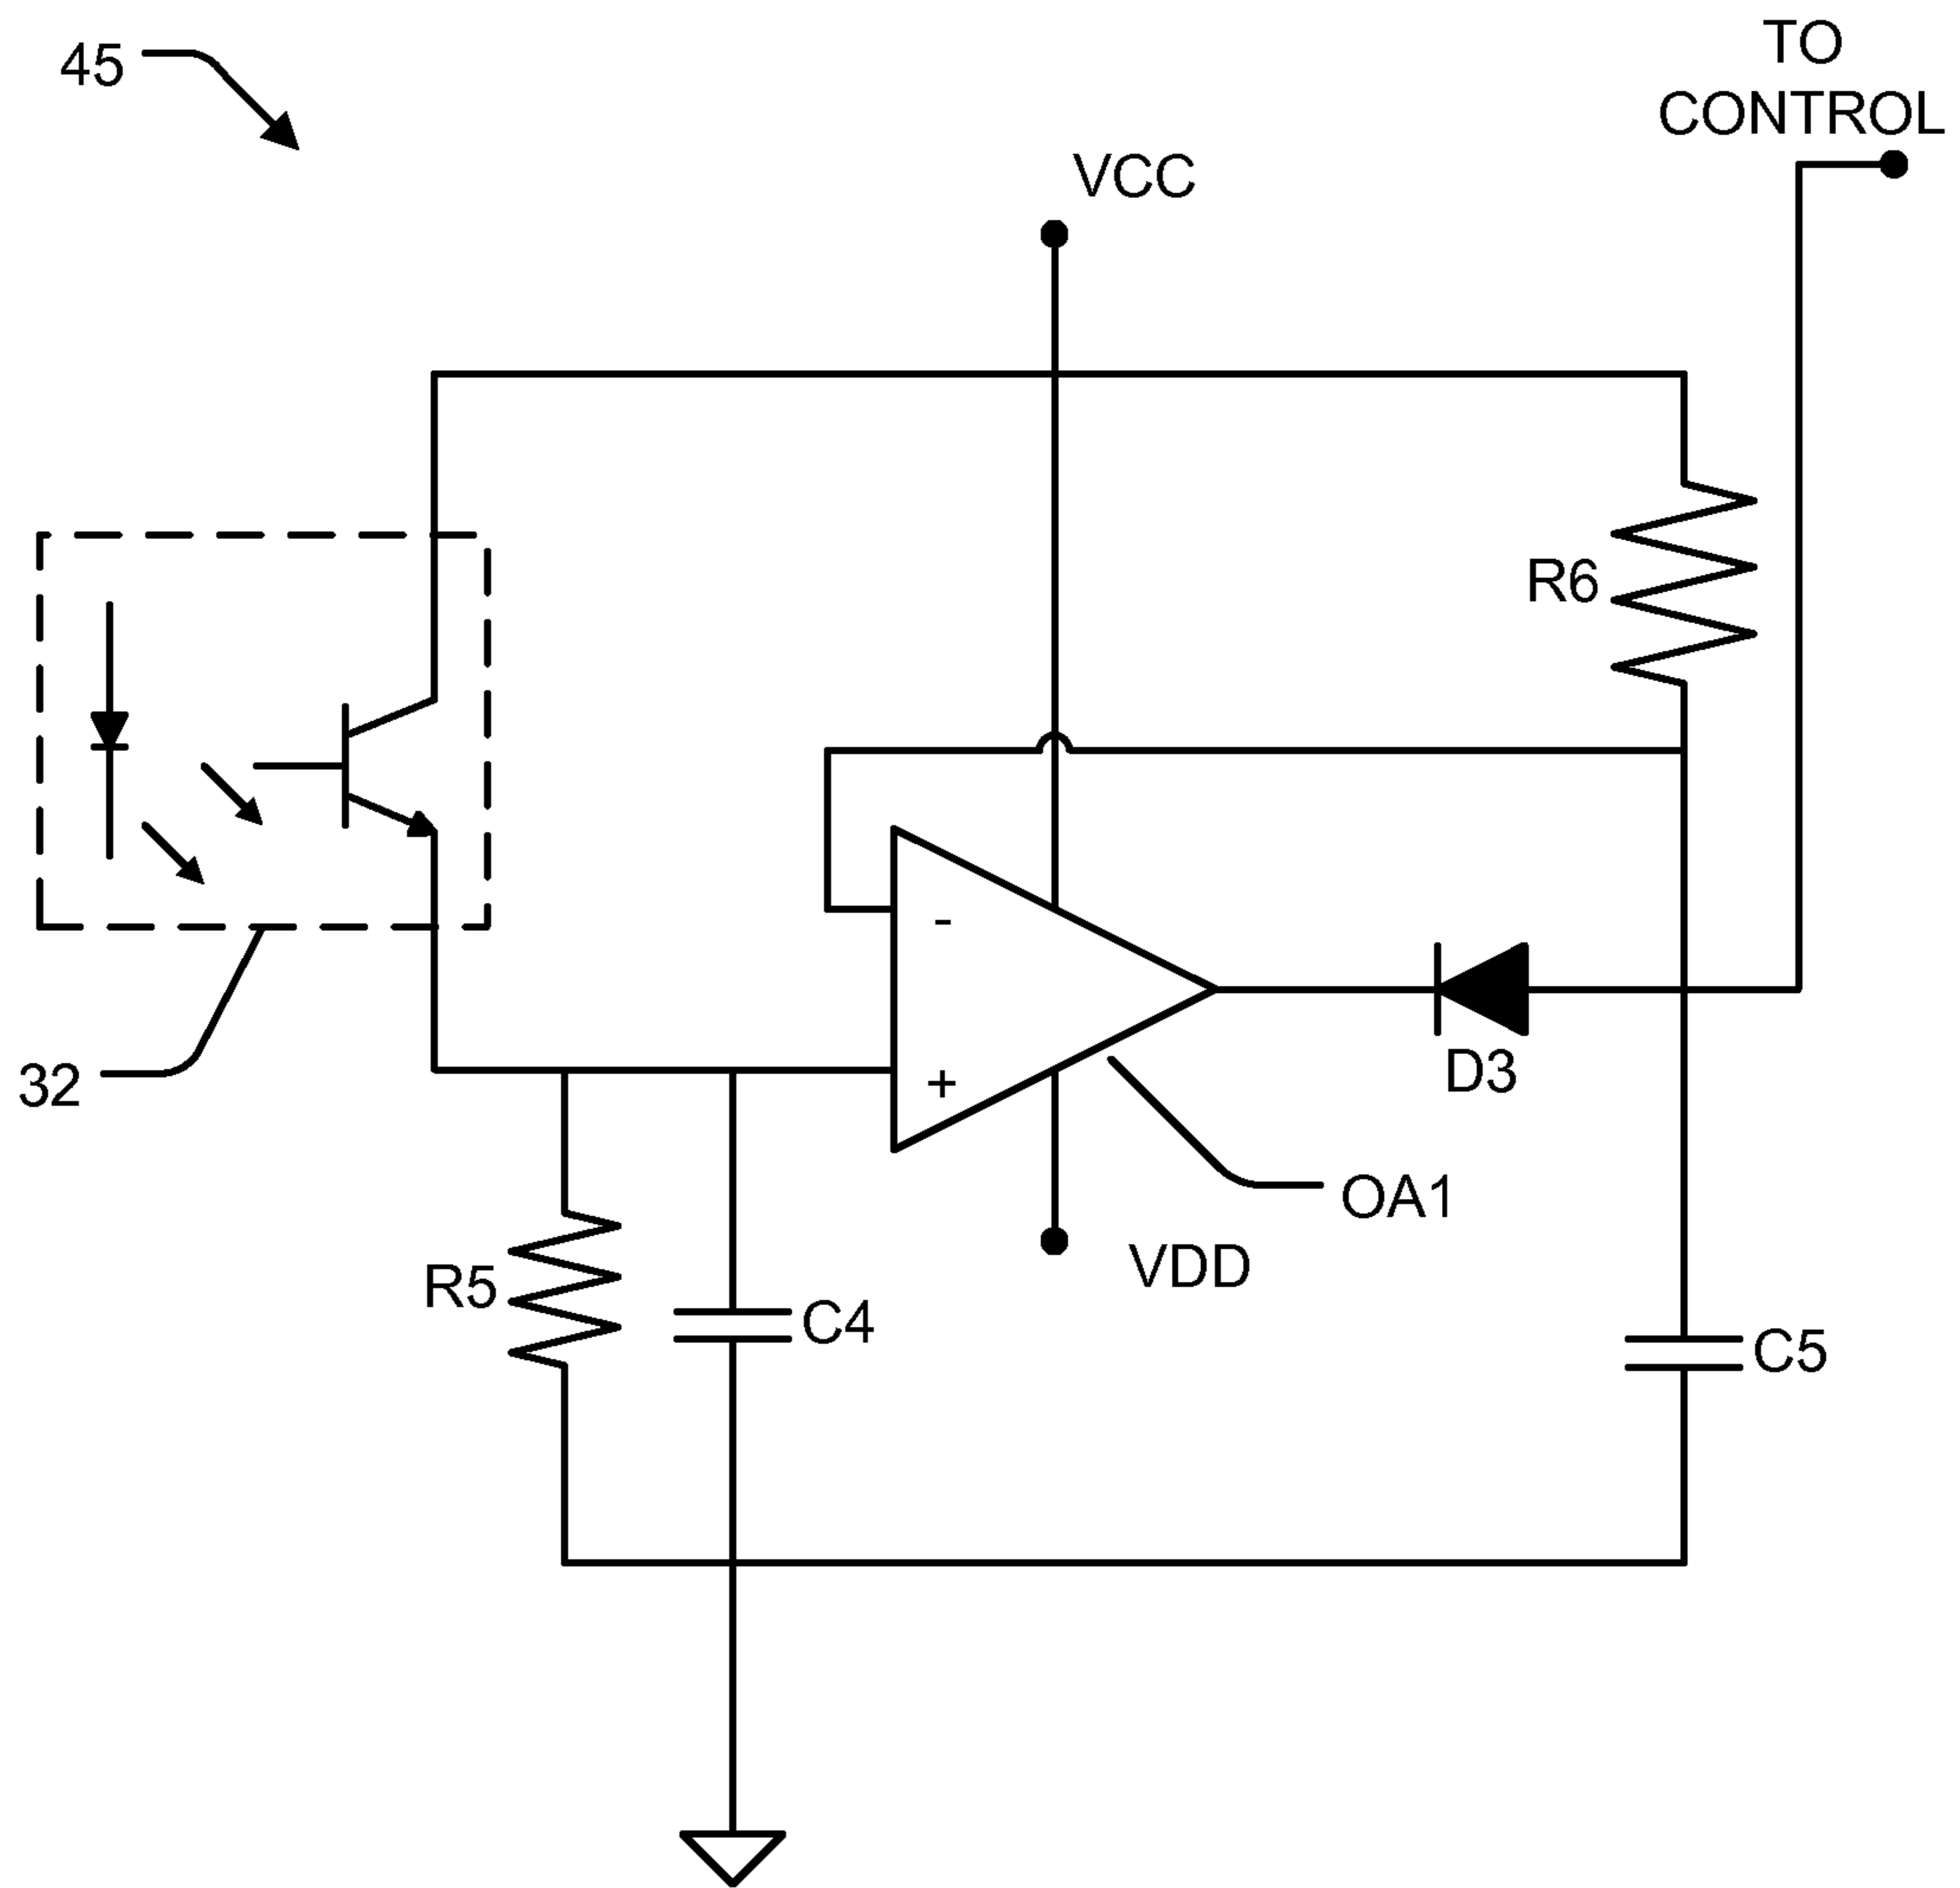 45
TO
CONTROL
VCC
R6
-
+
32
D3
OA1
VDD
R5
C4
C5